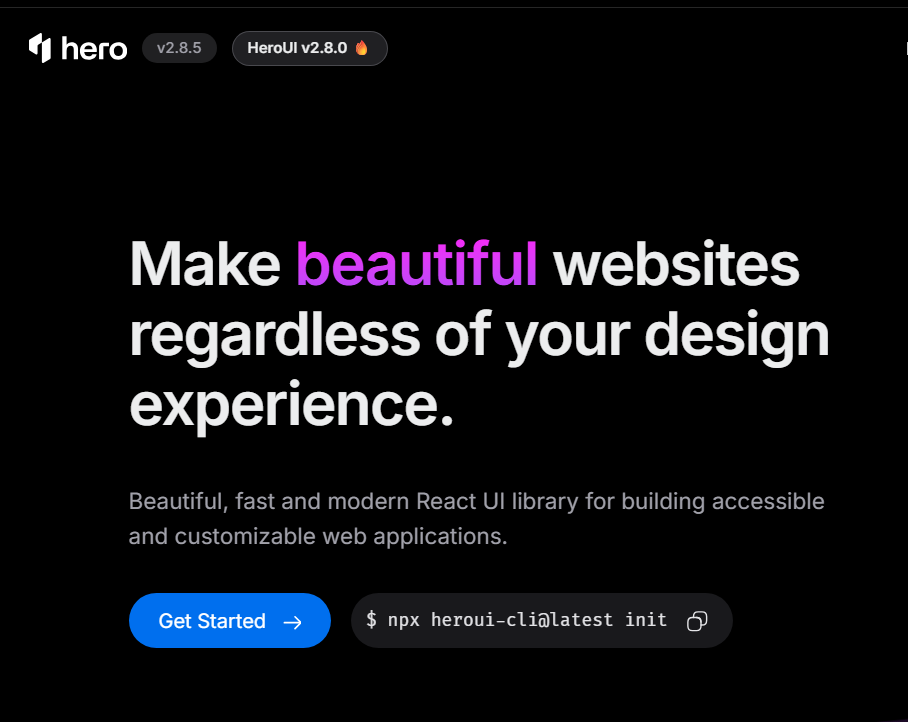 hero v2.8.5 HeroUI v2.8.0 🔥
Make beautiful websites
regardless of your design
experience.
Beautiful, fast and modern React UI library for building accessible
and customizable web applications.
Get Started → $ npx heroui-cli@latest init